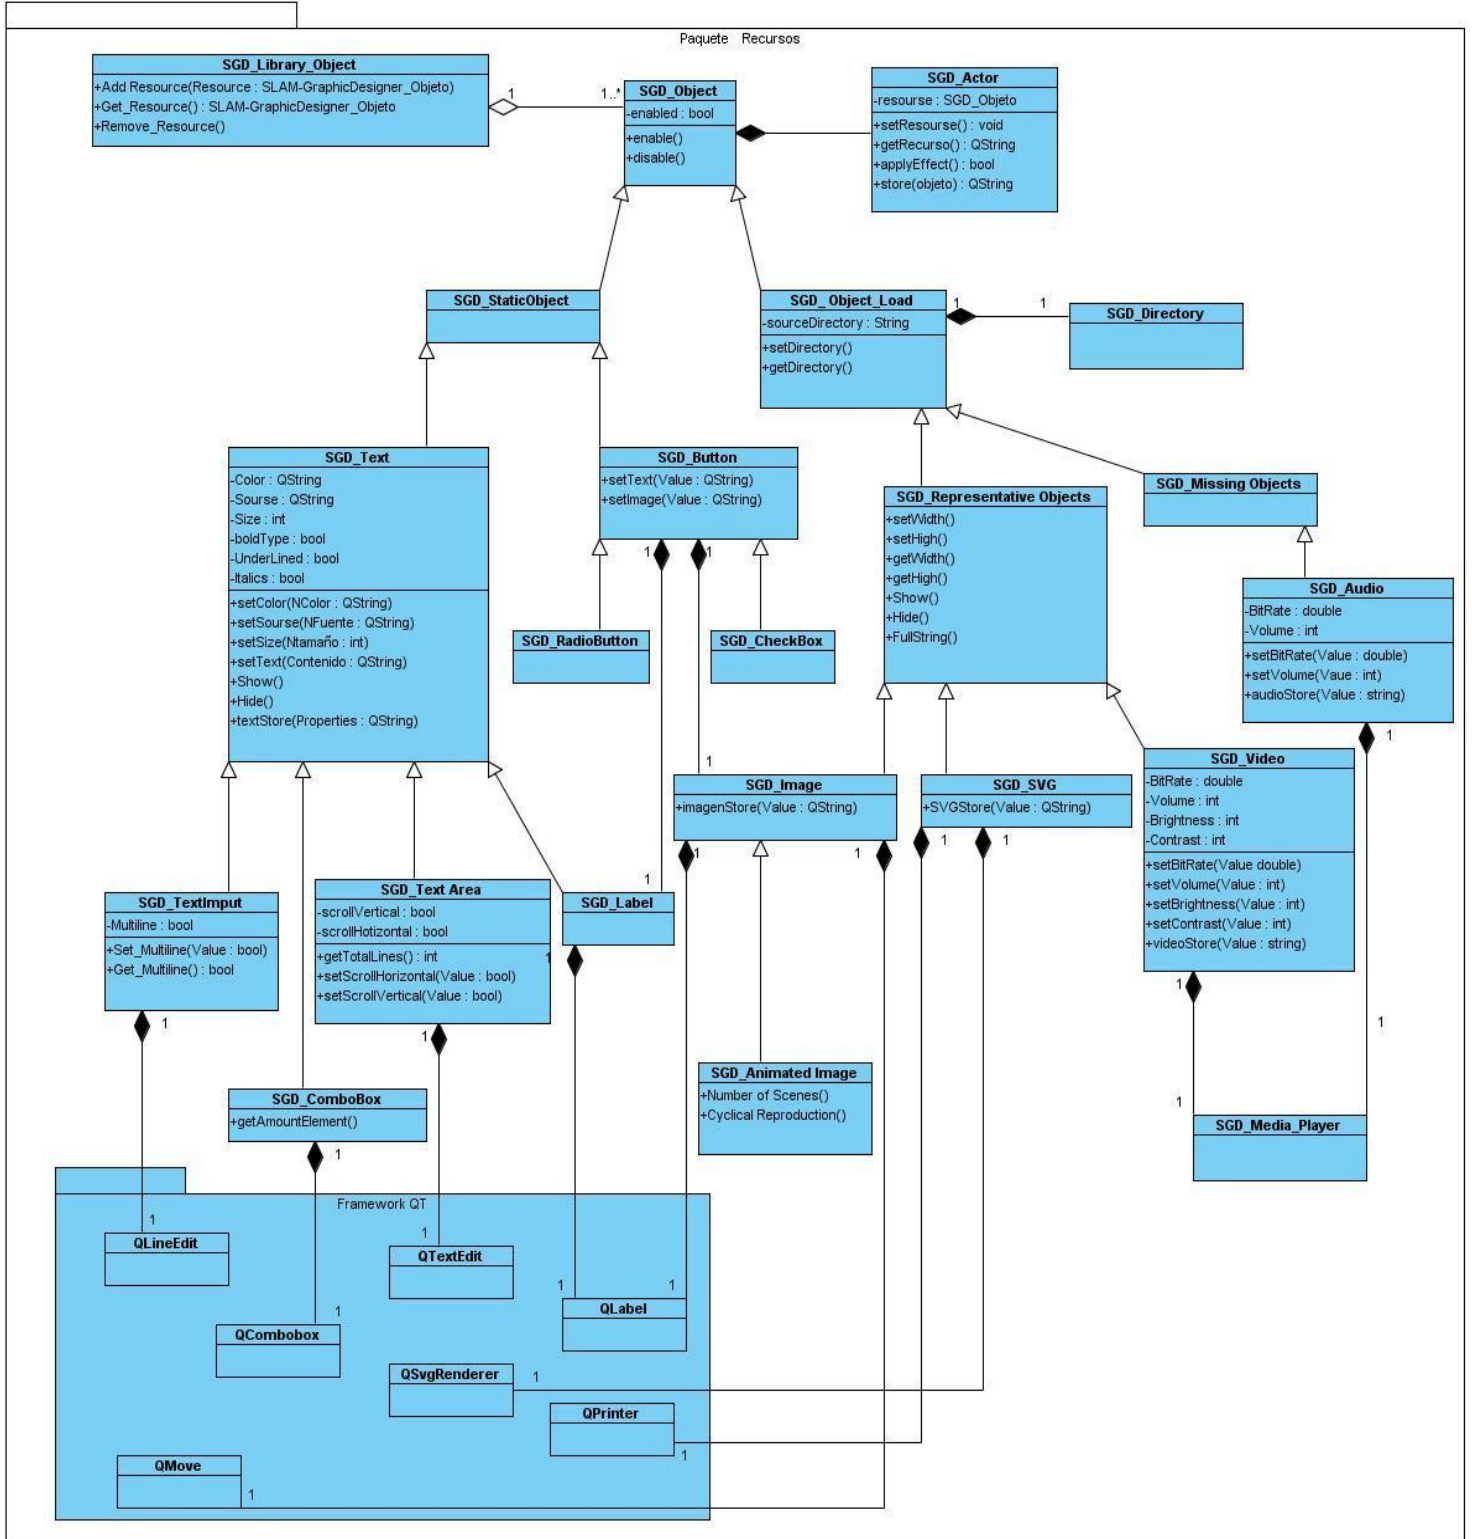 Paquete Recursos
SGD_Library_Object
+Add Resource(Resource : SLAM-GraphicDesigner_Objeto)
+Get_Resource() : SLAM-GraphicDesigner_Objeto
+Remove_Resource()
1
1..*
SGD_Object
-enabled : bool
+enable()
+disable()
SGD_Actor
-resourse : SGD_Objeto
+setResourse() : void
+getRecurso() : QString
+applyEffect() : bool
+store(objeto) : QString
SGD_StaticObject
SGD_ Object_Load
-sourceDirectory : String
+setDirectory()
+getDirectory()
1
1
SGD_Directory
SGD_Text
-Color : QString
-Sourse : QString
-Size : int
-boldType : bool
-UnderLined : bool
-Italics : bool
+setColor(NColor : QString)
+setSourse(NFuente : QString)
+setSize(Ntamaño : int)
+setText(Contenido : QString)
+Show()
+Hide()
+textStore(Properties : QString)
SGD_Button
+setText(Value : QString)
+setImage(Value : QString)
1
1
SGD_RadioButton
SGD_CheckBox
SGD_Representative Objects
+setWidth()
+setHigh()
+getWidth()
+getHigh()
+Show()
+Hide()
+FullString()
SGD_Missing Objects
SGD_Audio
-BitRate : double
-Volume : int
+setBitRate(Value : double)
+setVolume(Vaue : int)
+audioStore(Value : string)
1
1
SGD_Image
+imagenStore(Value : QString)
1
1
SGD_SVG
+SVGStore(Value : QString)
1
1
SGD_Video
-BitRate : double
-Volume : int
-Brightness : int
-Contrast : int
+setBitRate(Value double)
+setVolume(Value : int)
+setBrightness(Value : int)
+setContrast(Value : int)
+videoStore(Value : string)
1
1
SGD_TextImput
-Multiline : bool
+Set_Multiline(Value : bool)
+Get_Multiline() : bool
1
SGD_Text Area
-scrollVertical : bool
-scrollHotizontal : bool
+getTotalLines() : int
+setScrollHorizontal(Value : bool)
+setScrollVertical(Value : bool)
1
1
SGD_Label
1
SGD_ComboBox
+getAmountElement()
1
SGD_Animated Image
+Number of Scenes()
+Cyclical Reproduction()
1
SGD_Media_Player
Framework QT
1
QLineEdit
1
QTextEdit
1
1
QLabel
1
QCombobox
QSvgRenderer
1
QPrinter
1
QMove
1